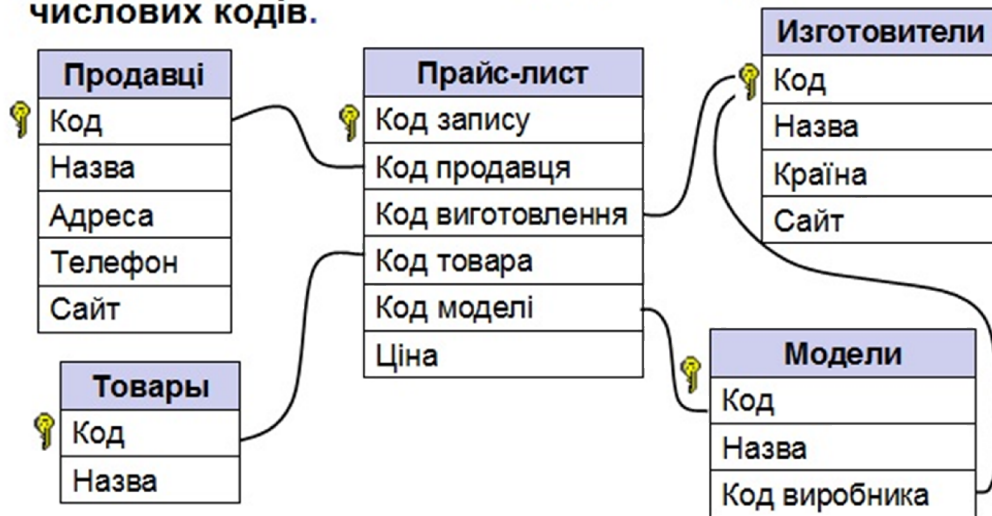 числових кодів.
Продавці
Код
Назва
Адреса
Телефон
Сайт
Товары
Код
Назва
Прайс-лист
Код запису
Код продавця
Код виготовлення
Код товара
Код моделі
Ціна
Изготовители
Код
Назва
Країна
Сайт
Модели
Код
Назва
Код виробника